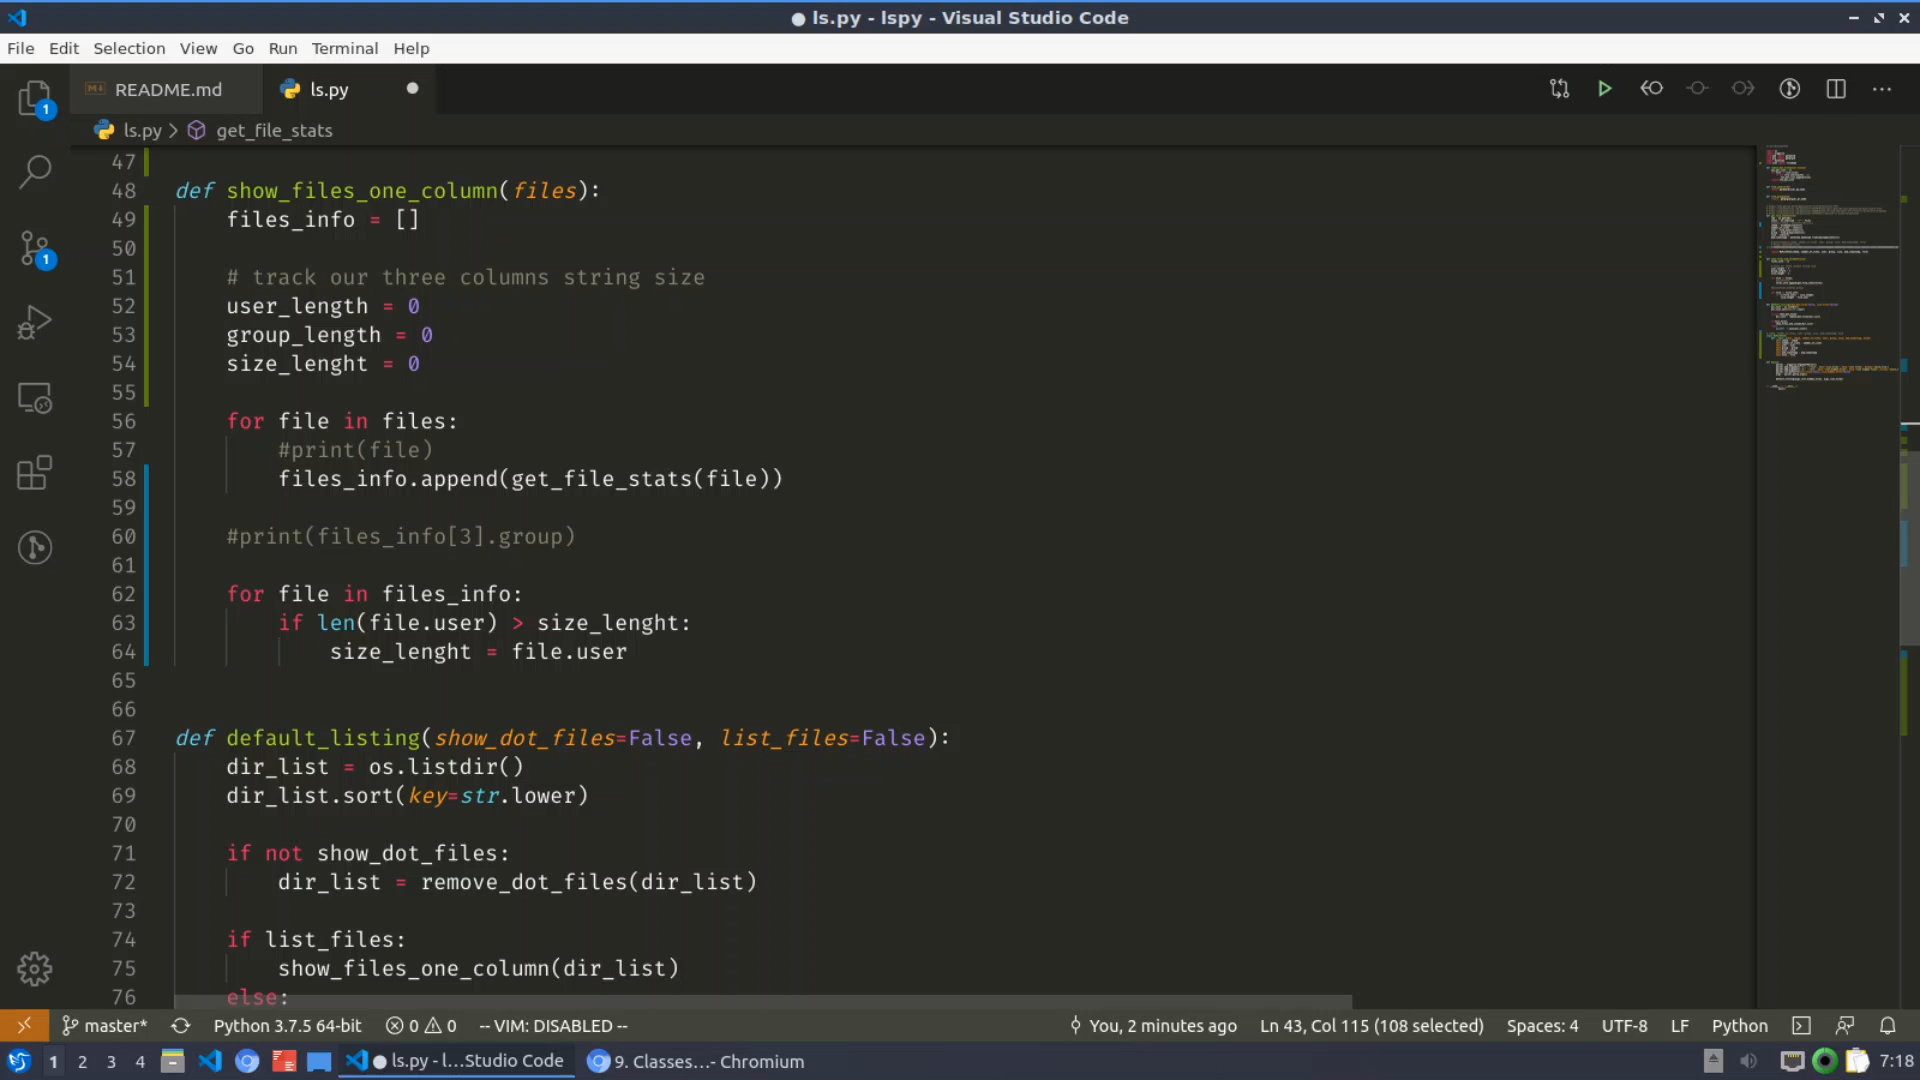 ls.py - lspy - Visual Studio Code
File Edit Selection View Go Run Terminal Help
README.md ls.py
1
ls.py > get_file_stats
47
48 def show_files_one_column(files):
49 files_info = []
50
51 # track our three columns string size
52 user_length = 0
53 group_length = 0
54 size_lenght = 0
55
56 for file in files:
57 #print(file)
58 files_info.append(get_file_stats(file))
59
60 #print(files_info[3].group)
61
62 for file in files_info:
63 if len(file.user) > size_lenght:
64 size_lenght = file.user
65
66
67 def default_listing(show_dot_files=False, list_files=False):
68 dir_list = os.listdir()
69 dir_list.sort(key=str.lower)
70
71 if not show_dot_files:
72 dir_list = remove_dot_files(dir_list)
73
74 if list_files:
75 show_files_one_column(dir_list)
76 else:
1
master* Python 3.7.5 64-bit 0 0 -- VIM: DISABLED -- You, 2 minutes ago Ln 43, Col 115 (108 selected) Spaces: 4 UTF-8 LF Python
1 2 3 4 ls.py - l...Studio Code 9. Classes...- Chromium 7:18